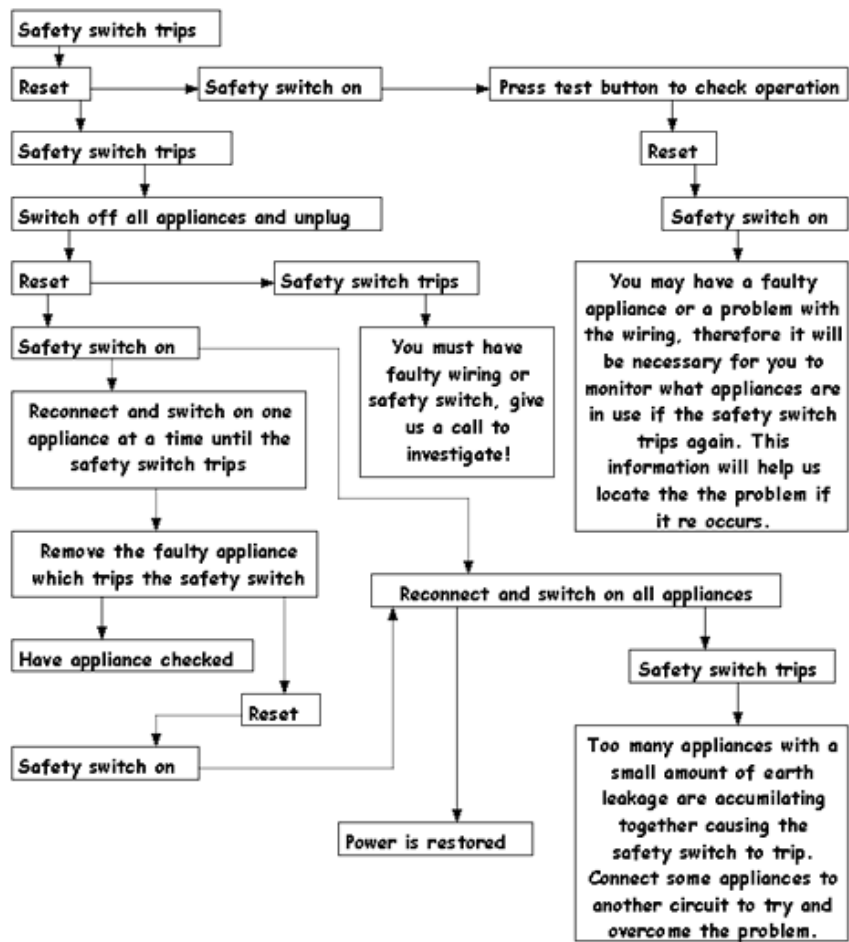 Safety switch trips
Reset
Safety switch on
Press test button to check operation
Safety switch trips
Reset
Switch off all appliances and unplug
Safety switch on
Reset
Safety switch trips
You may have a faulty
appliance or a problem with
the wiring, therefore it will
be necessary for you to
monitor what appliances are
in use if the safety switch
trips again. This
information will help us
locate the the problem if
it re occurs.
Safety switch on
You must have
faulty wiring or
safety switch, give
us a call to
investigate!
Reconnect and switch on one
appliance at a time until the
safety switch trips
Remove the faulty appliance
which trips the safety switch
Reconnect and switch on all appliances
Have appliance checked
Safety switch trips
Reset
Safety switch on
Too many appliances with a
small amount of earth
leakage are accumilating
together causing the
safety switch to trip.
Connect some appliances to
another circuit to try and
overcome the problem.
Power is restored